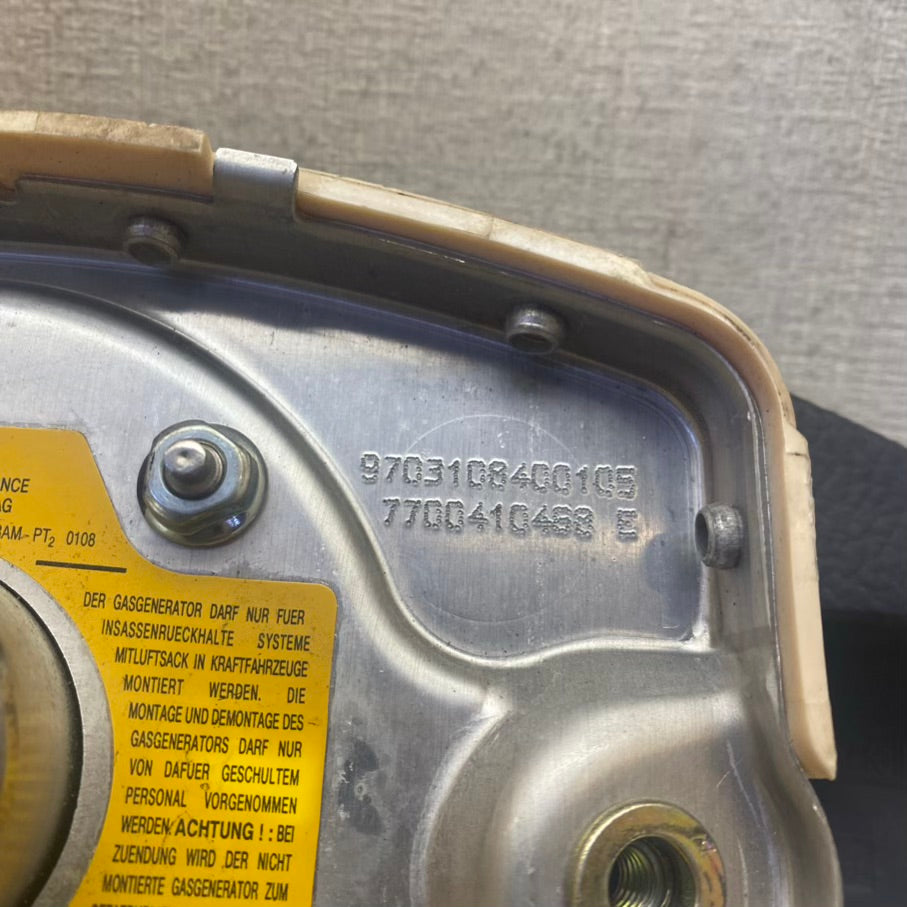 9703108400105
7700410468 E
NCE
AG
BAM-PT₂ 0108
DER GASGENERATOR DARF NUR FUER
INSASSENRUECKHALTE SYSTEME
MITLUFTSACK IN KRAFTFAHRZEUGE
MONTIERT WERDEN. DIE
MONTAGE UND DEMONTAGE DES
GASGENERATORS DARF NUR
VON DAFUER GESCHULTEM
PERSONAL VORGENOMMEN
WERDEN ACHTUNG ! : BEI
ZUENDUNG WIRD DER NICHT
MONTIERTE GASGENERATOR ZUM